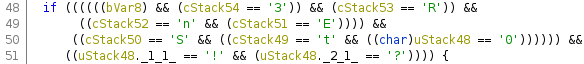 48 if ((((((bVar8) && (cStack54 == '3')) && (cStack53 == 'R')) &&
49 ((cStack52 == 'n' && (cStack51 == 'E')))) &&
50 ((cStack50 == 'S' && ((cStack49 == 't' && ((char)uStack48 == '0')))))) &&
51 ((uStack48._1_1_ == '!' && (uStack48._2_1_ == '?')))) {